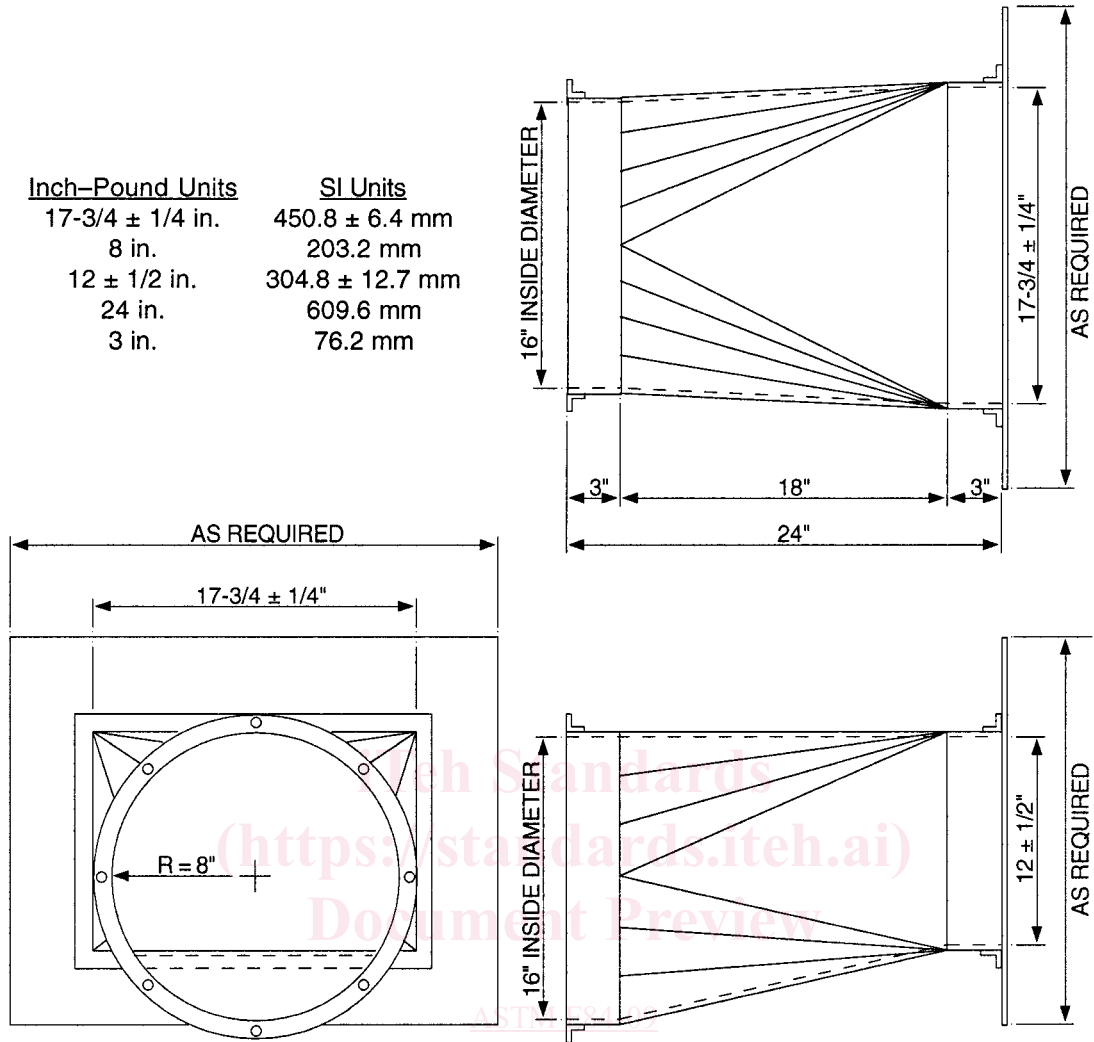 Inch–Pound Units SI Units
17-3/4 ± 1/4 in. 450.8 ± 6.4 mm
8 in. 203.2 mm
12 ± 1/2 in. 304.8 ± 12.7 mm
24 in. 609.6 mm
3 in. 76.2 mm
16" INSIDE DIAMETER
17-3/4 ± 1/4"
AS REQUIRED
3"
18"
3"
24"
AS REQUIRED
17-3/4 ± 1/4"
R = 8"
16" INSIDE DIAMETER
12 ± 1/2"
AS REQUIRED
iTeh Standards
(https://standards.iteh.ai)
Document Preview
ASTM E84-09